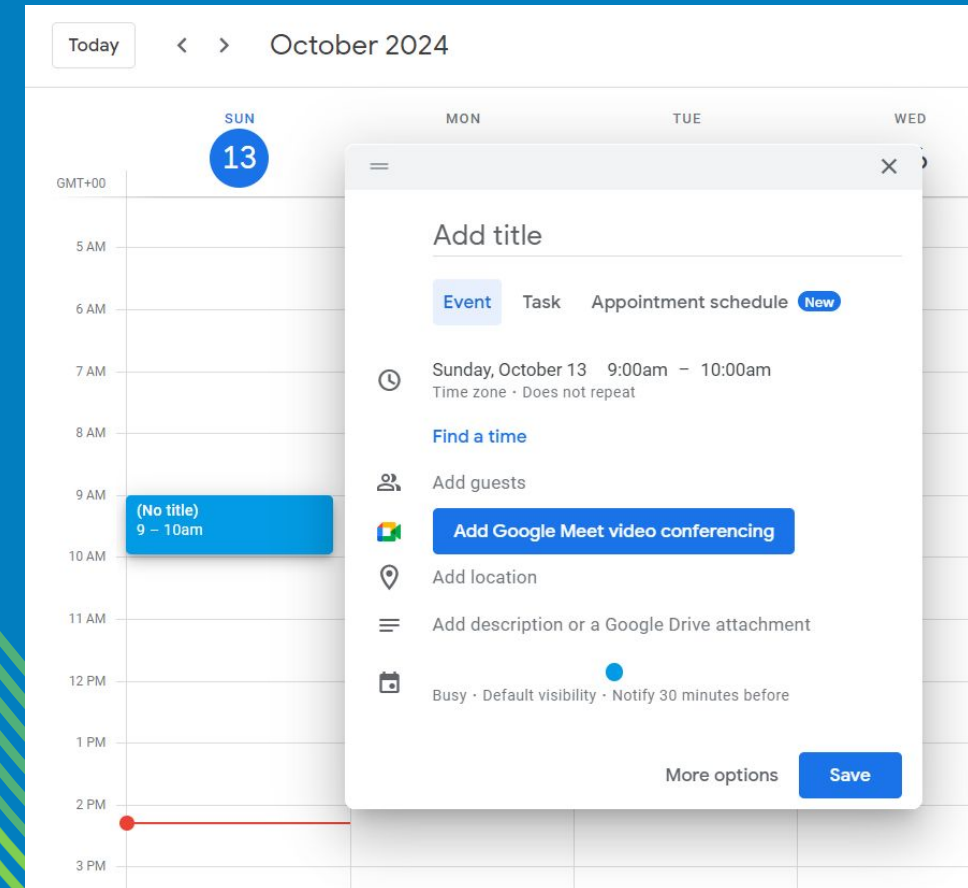 Today < > October 2024
SUN MON TUE WED
13
GMT+00
5 AM
6 AM
7 AM
8 AM
9 AM
10 AM
11 AM
12 PM
1 PM
2 PM
3 PM
(No title)
9 – 10am
Add title
Event Task Appointment schedule New
Sunday, October 13 9:00am – 10:00am
Time zone · Does not repeat
Find a time
Add guests
Add Google Meet video conferencing
Add location
Add description or a Google Drive attachment
Busy · Default visibility · Notify 30 minutes before
More options Save